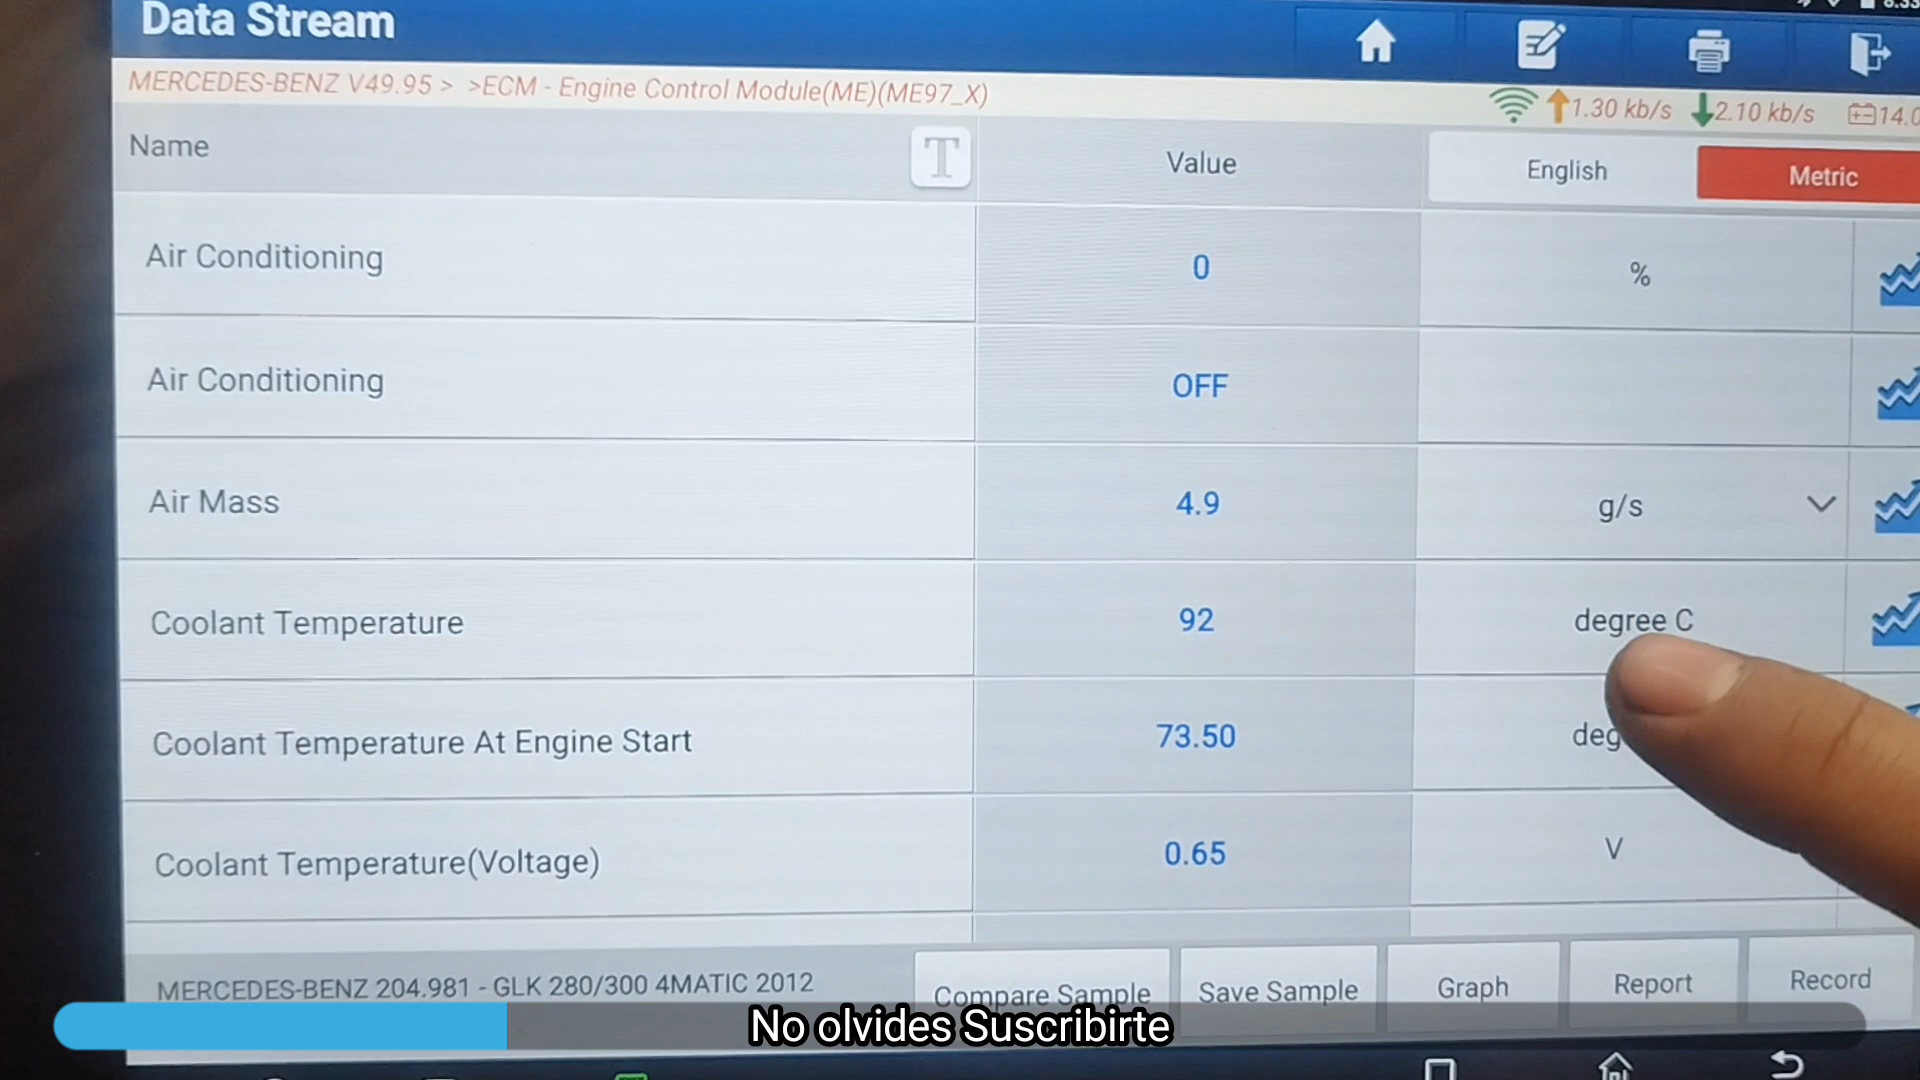 Data Stream
MERCEDES-BENZ V49.95 > >ECM - Engine Control Module(ME)(ME97_X)
1.30 kb/s 2.10 kb/s
Name T Value English Metric
Air Conditioning 0 %
Air Conditioning OFF
Air Mass 4.9 g/s
Coolant Temperature 92 degree C
Coolant Temperature At Engine Start 73.50 deg
Coolant Temperature(Voltage) 0.65 V
MERCEDES-BENZ 204.981 - GLK 280/300 4MATIC 2012
Compare Sample Save Sample Graph Report Record
No olvides Suscribirte